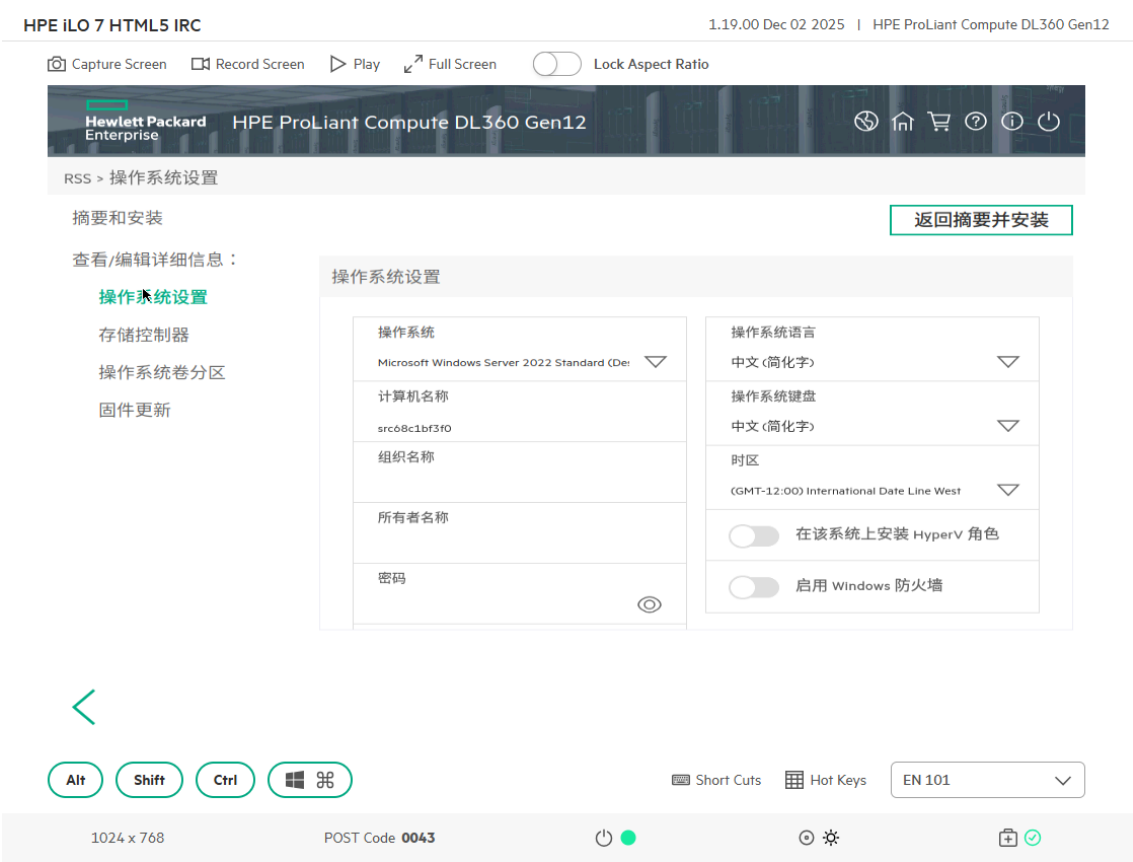 HPE iLO 7 HTML5 IRC
1.19.00 Dec 02 2025 | HPE ProLiant Compute DL360 Gen12
Capture Screen Record Screen Play Full Screen Lock Aspect Ratio
Hewlett Packard
Enterprise
HPE ProLiant Compute DL360 Gen12
RSS > 操作系统设置
摘要和安装
返回摘要并安装
查看/编辑详细信息：
操作系统设置
存储控制器
操作系统卷分区
固件更新
操作系统设置
操作系统
Microsoft Windows Server 2022 Standard (De
计算机名称
src68c1bf3f0
组织名称
所有者名称
密码
操作系统语言
中文 (简化字)
操作系统键盘
中文 (简化字)
时区
(GMT-12:00) International Date Line West
在该系统上安装 HyperV 角色
启用 Windows 防火墙
Alt Shift Ctrl
Short Cuts Hot Keys EN 101
1024 x 768 POST Code 0043